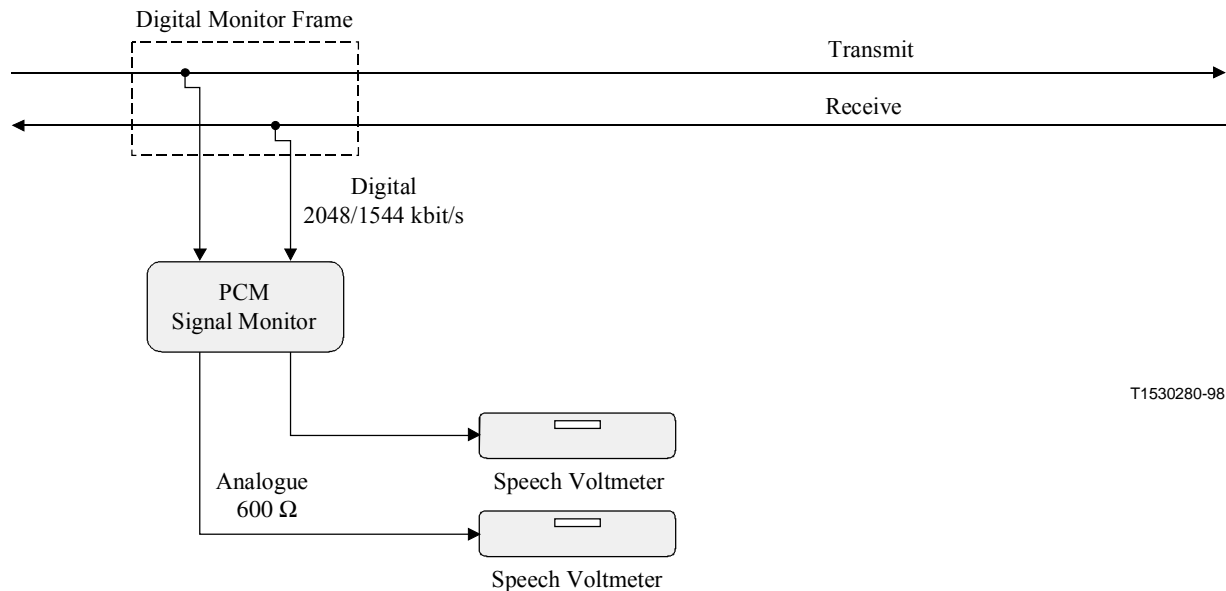 Digital Monitor Frame
Transmit
Receive
Digital
2048/1544 kbit/s
PCM
Signal Monitor
T1530280-98
Analogue
600 Ω
Speech Voltmeter
Speech Voltmeter